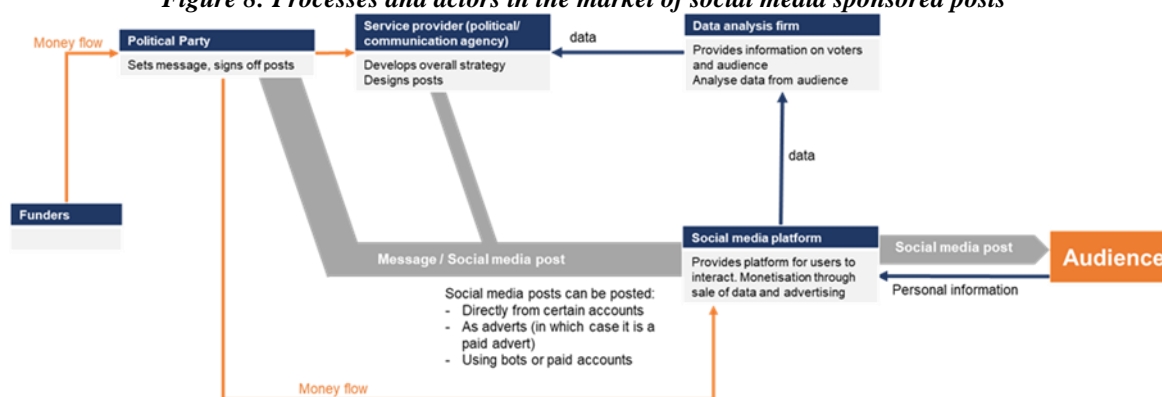 Figure 8: Processes and actors in the market of social media sponsored posts
Money flow
Political Party
Sets message, signs off posts
Service provider (political/
communication agency)
Develops overall strategy
Designs posts
data
Data analysis firm
Provides information on voters
and audience
Analyse data from audience
data
Funders
Message / Social media post
Social media platform
Provides platform for users to
interact. Monetisation through
sale of data and advertising
Social media post
Audience
Personal information
Social media posts can be posted:
- Directly from certain accounts
- As adverts (in which case it is a
paid advert)
- Using bots or paid accounts
Money flow